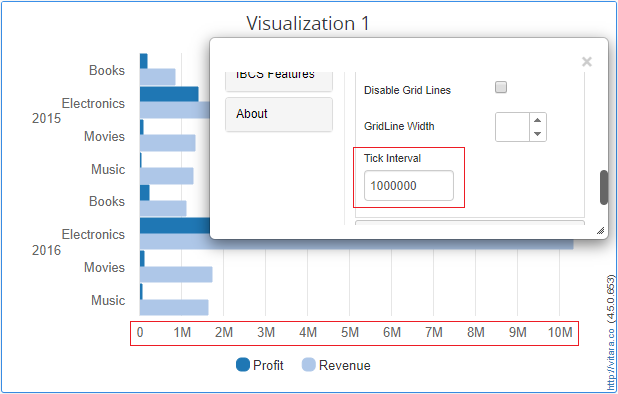 Visualization 1
IBCS Features
About
Disable Grid Lines
GridLine Width
Tick Interval
1000000
2015
Books
Electronics
Movies
Music
2016
Books
Electronics
Movies
Music
0 1M 2M 3M 4M 5M 6M 7M 8M 9M 10M
Profit Revenue
http://vitara.co (4.5.0.653)